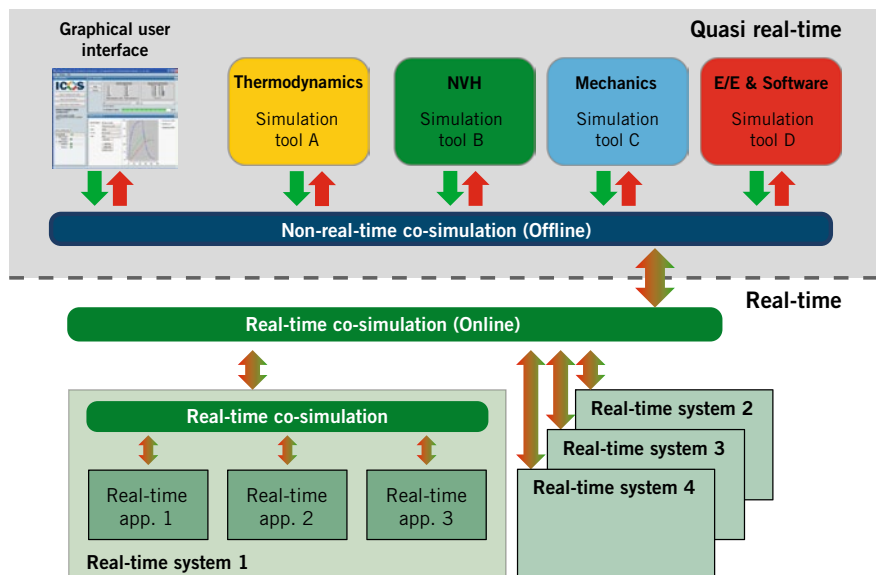 Graphical user
interface
Quasi real-time
ICOS
Thermodynamics
Simulation
tool A
NVH
Simulation
tool B
Mechanics
Simulation
tool C
E/E & Software
Simulation
tool D
Non-real-time co-simulation (Offline)
Real-time
Real-time co-simulation (Online)
Real-time co-simulation
Real-time
app. 1
Real-time
app. 2
Real-time
app. 3
Real-time system 1
Real-time system 2
Real-time system 3
Real-time system 4